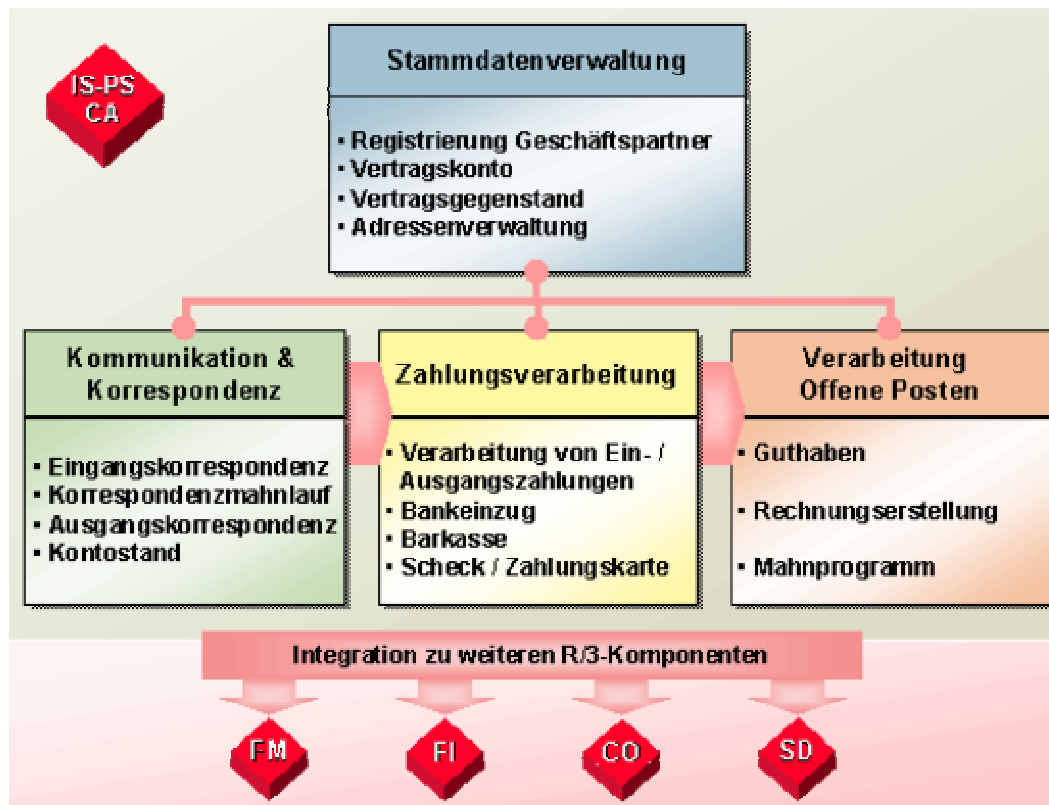 IS-PS
CA
Stammdatenverwaltung
▪ Registrierung Geschäftspartner
▪ Vertragskonto
▪ Vertragsgegenstand
▪ Adressenverwaltung
Kommunikation &
Korrespondenz
▪ Eingangskorrespondenz
▪ Korrespondenzmahnlauf
▪ Ausgangskorrespondenz
▪ Kontostand
Zahlungsverarbeitung
▪ Verarbeitung von Ein- /
Ausgangszahlungen
▪ Bankeinzug
▪ Barkasse
▪ Scheck / Zahlungskarte
Verarbeitung
Offene Posten
▪ Guthaben
▪ Rechnungserstellung
▪ Mahnprogramm
Integration zu weiteren R/3-Komponenten
FM
FI
CO
SD